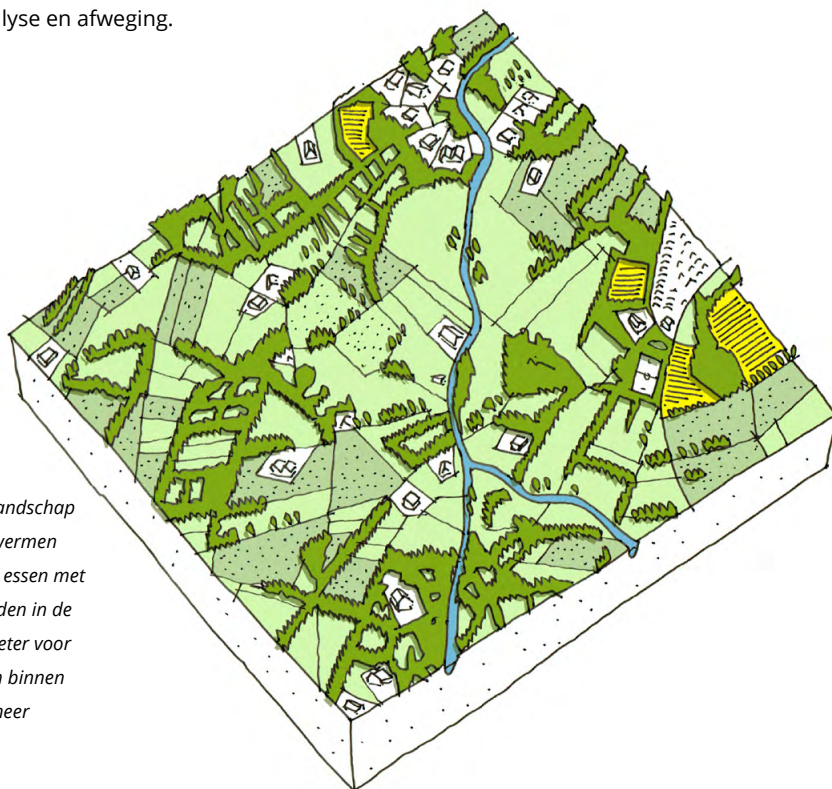 lyse en afweging.
andschap
vermen
essen met
den in de
eter voor
n binnen
neer